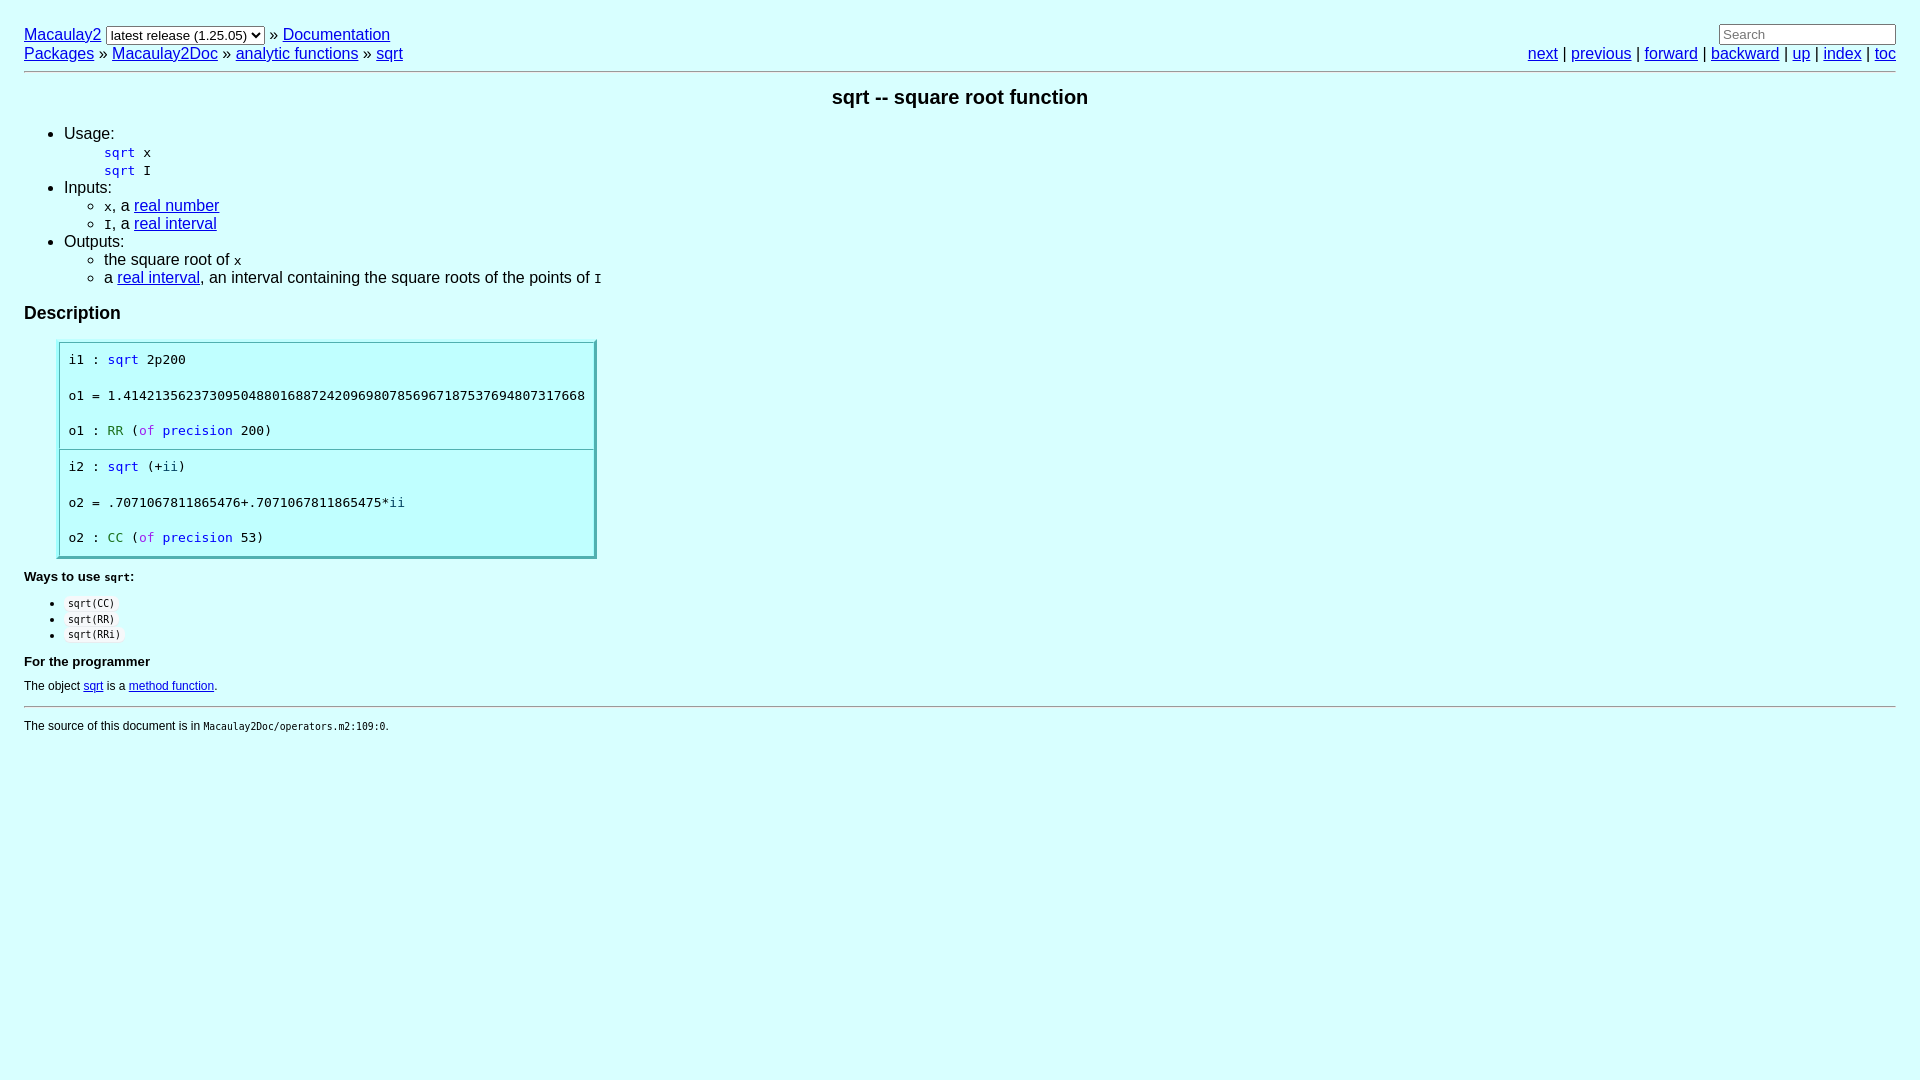 Macaulay2 latest release (1.25.05) » Documentation
Search
Packages » Macaulay2Doc » analytic functions » sqrt
next | previous | forward | backward | up | index | toc
sqrt -- square root function
Usage:
sqrt x
sqrt I
Inputs:
x, a real number
I, a real interval
Outputs:
the square root of x
a real interval, an interval containing the square roots of the points of I
Description
i1 : sqrt 2p200
o1 = 1.4142135623730950488016887242096980785696718753769480731766​8
o1 : RR (of precision 200)
i2 : sqrt (+ii)
o2 = .7071067811865476+.7071067811865475*ii
o2 : CC (of precision 53)
Ways to use sqrt:
sqrt(CC)
sqrt(RR)
sqrt(RRi)
For the programmer
The object sqrt is a method function.
The source of this document is in Macaulay2Doc/operators.m2:109:0.